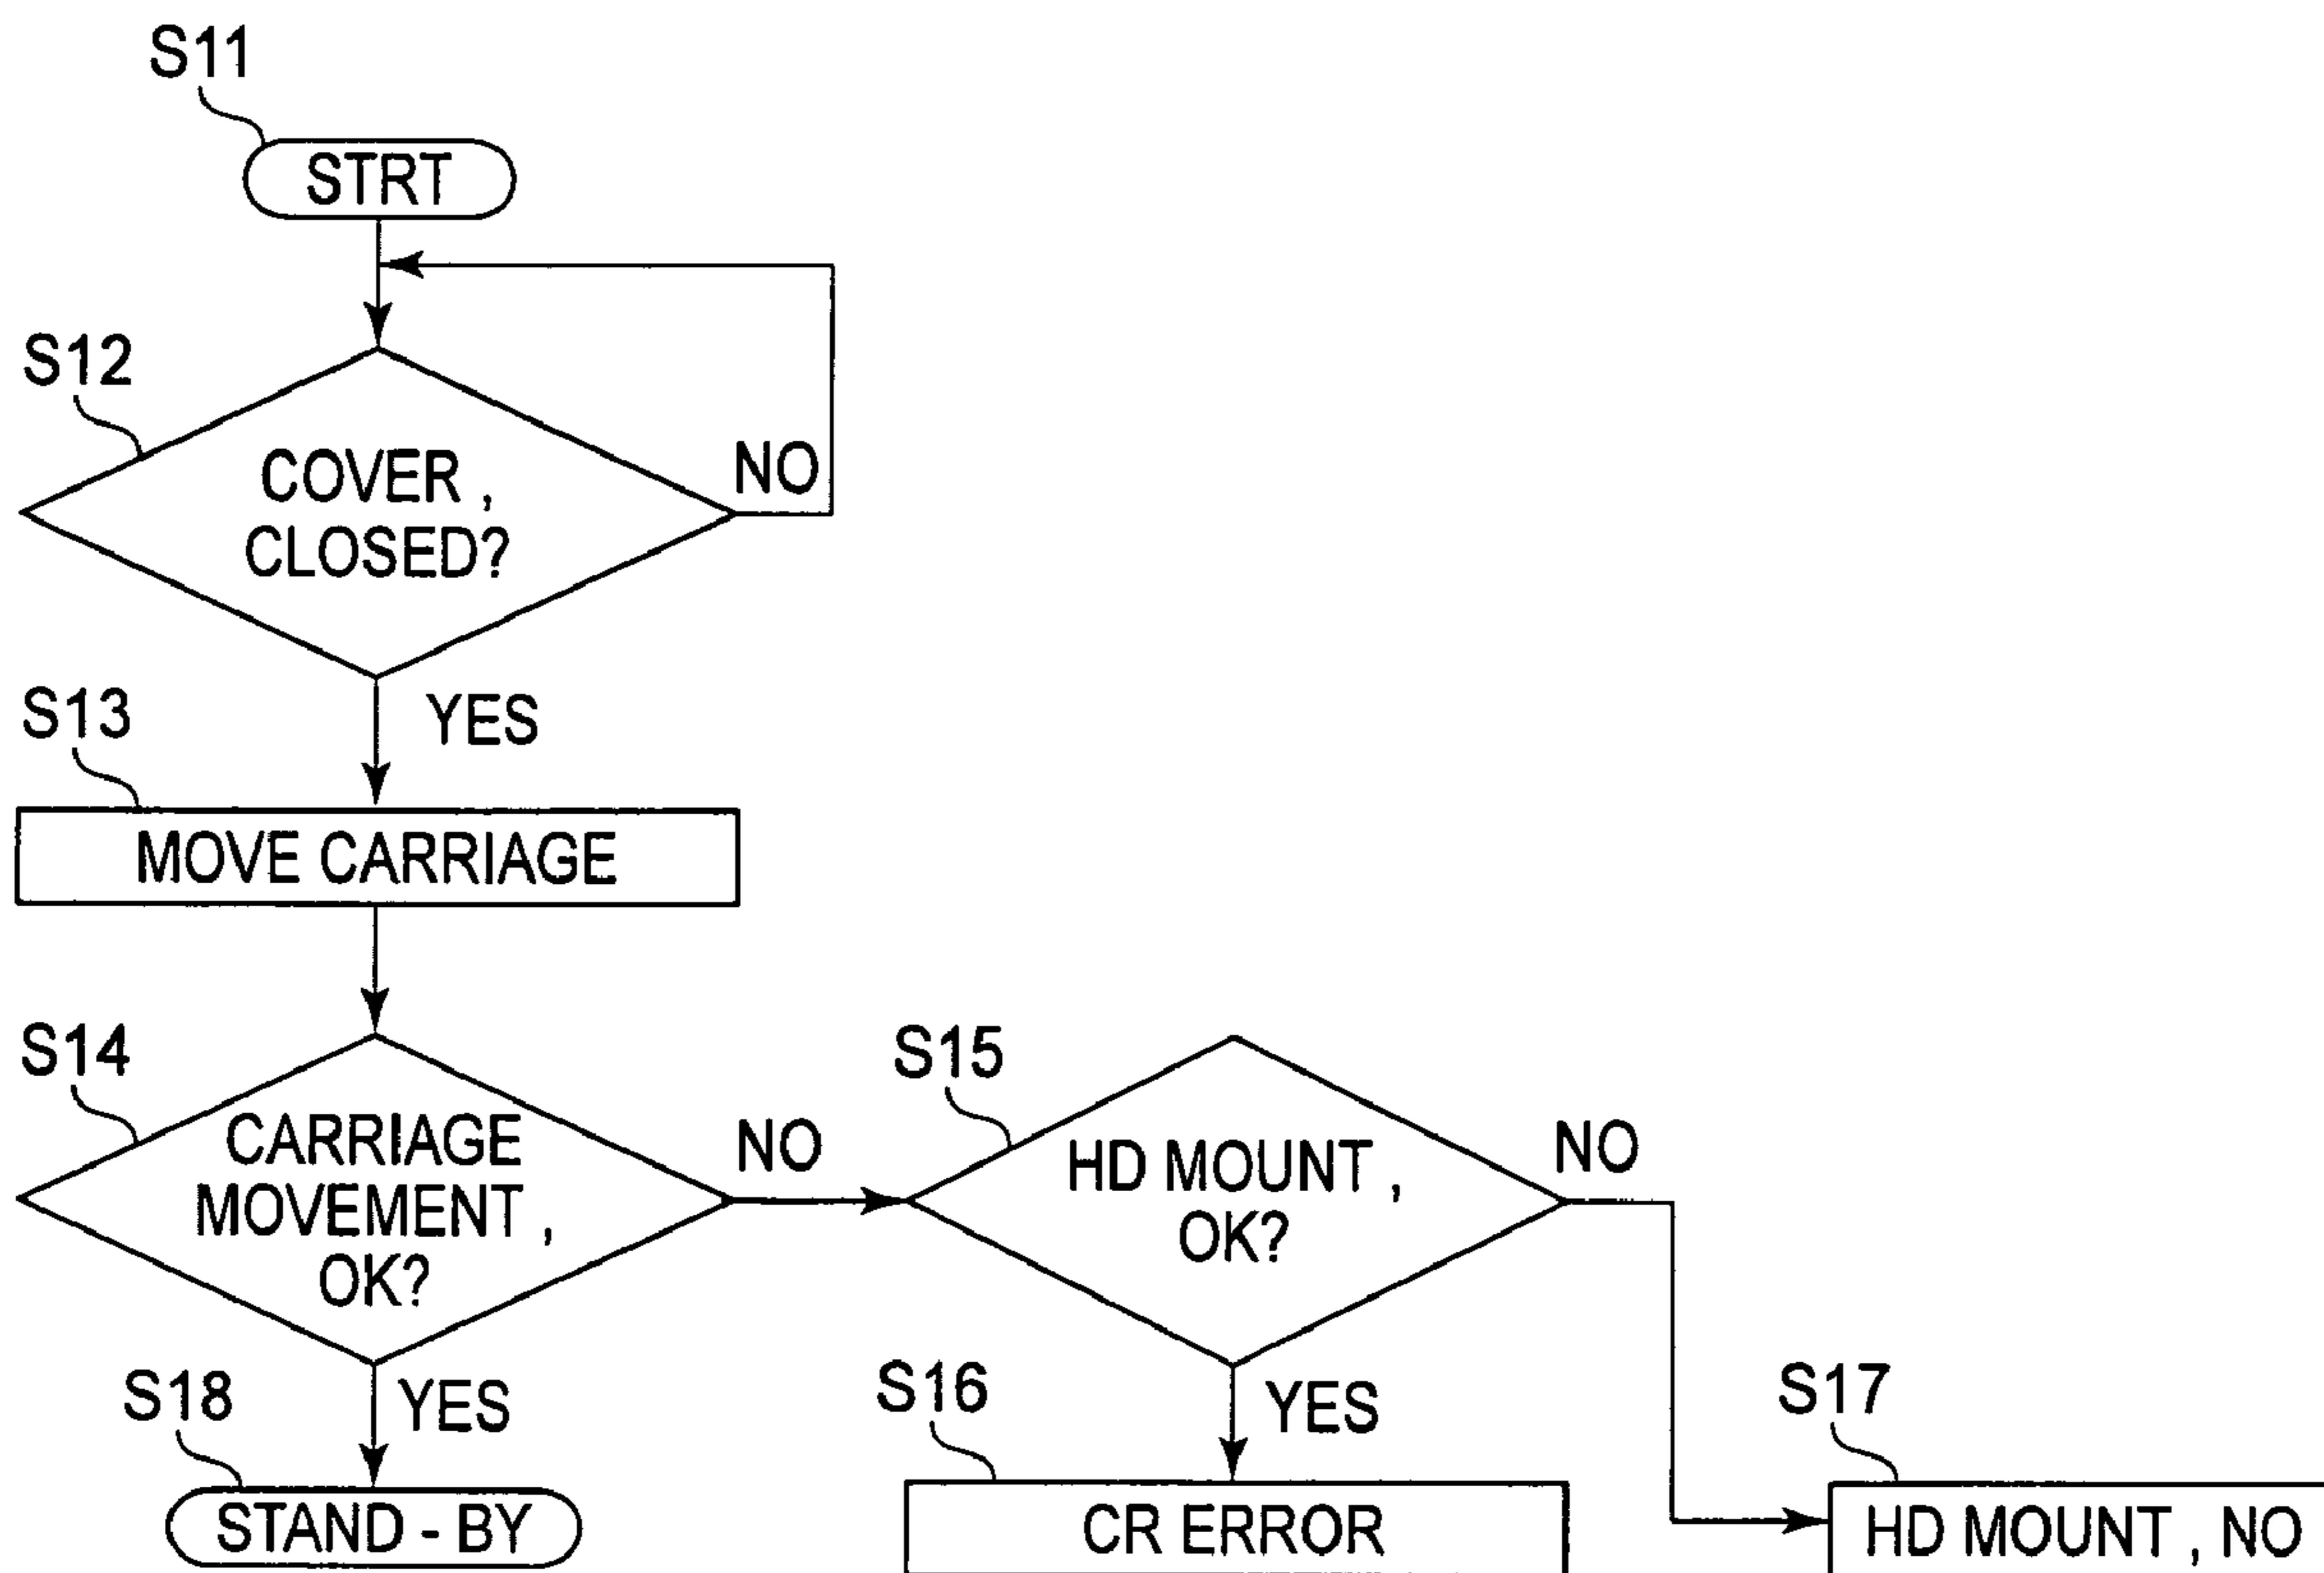 S11
STRT
S12
COVER ,
CLOSED?
NO
YES
S13
MOVE CARRIAGE
S14
CARRIAGE
MOVEMENT ,
OK?
NO
S15
HD MOUNT ,
OK?
NO
S18
YES
STAND - BY
S16
YES
CR ERROR
S17
HD MOUNT , NO